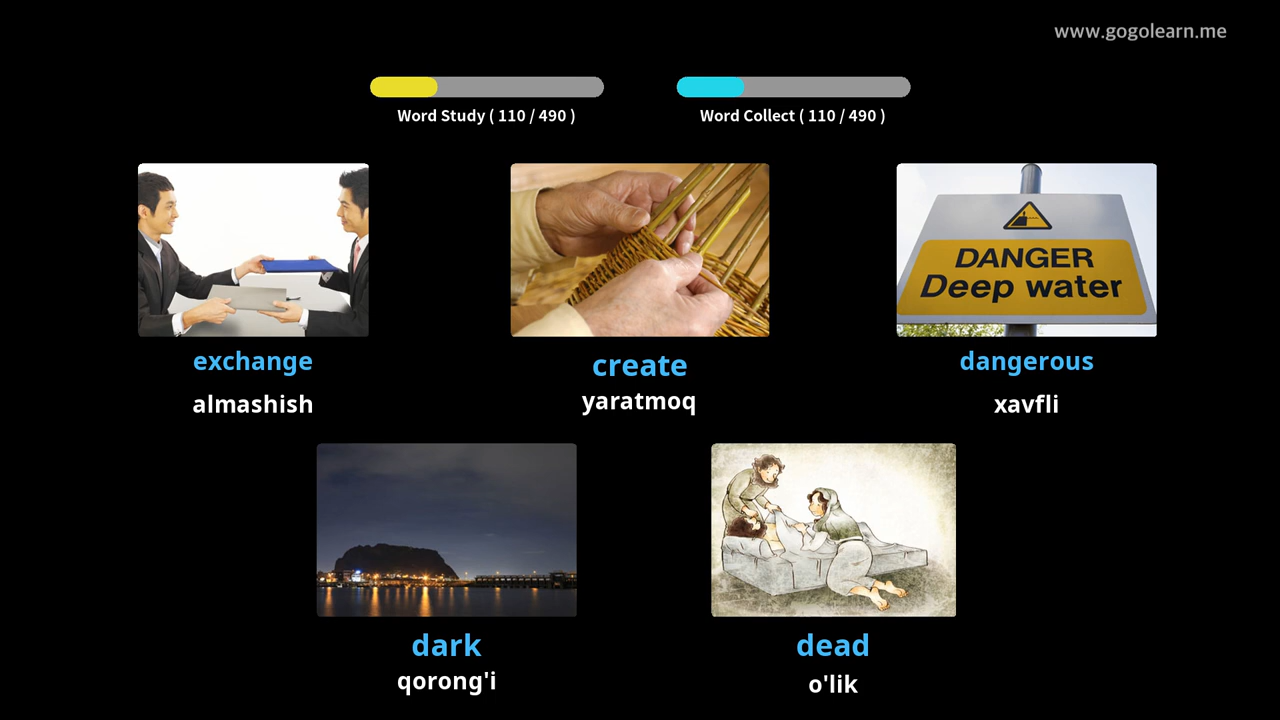 www.gogolearn.me
Word Study ( 110 / 490 )
Word Collect ( 110 / 490 )
DANGER
Deep water
exchange
create
dangerous
almashish
yaratmoq
xavfli
dark
dead
qorong'i
o'lik